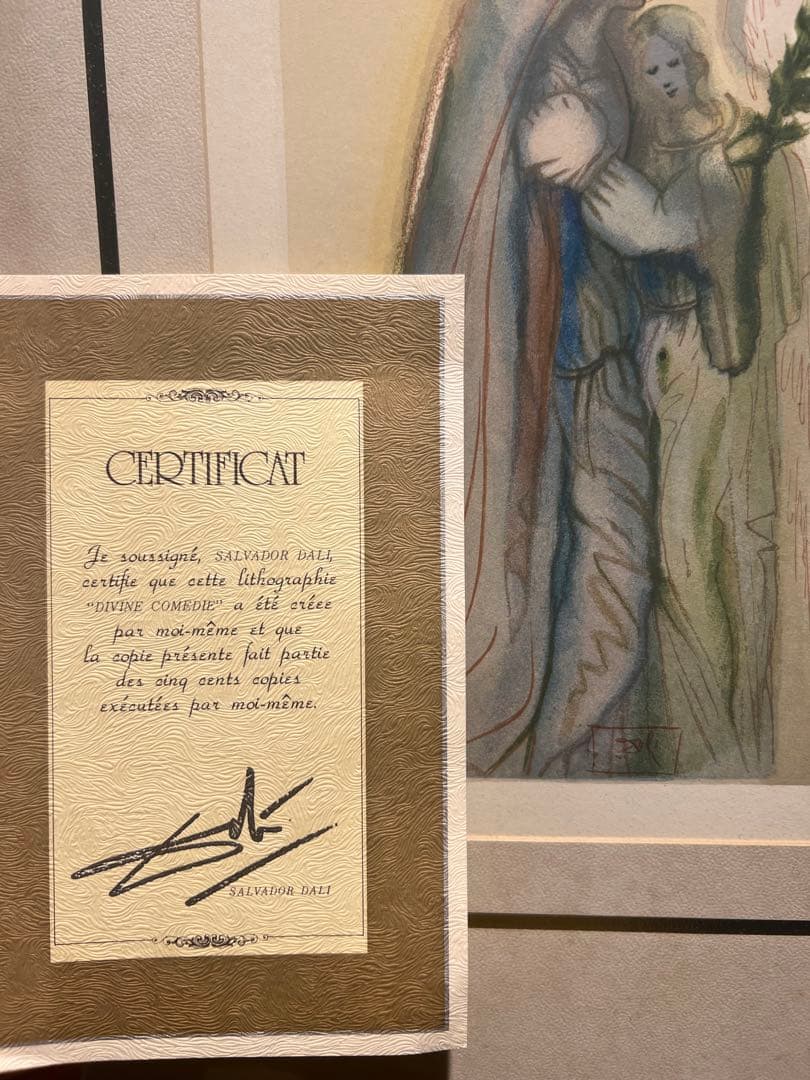 CERTIFICAT
Je soussigné, SALVADOR DALI,
certifie que cette lithographie
"DIVINE COMEDIE" a été créee
par moi-même et que
la copie présente fait partie
des cinq cents copies
exécutées par moi-même.
SALVADOR DALI